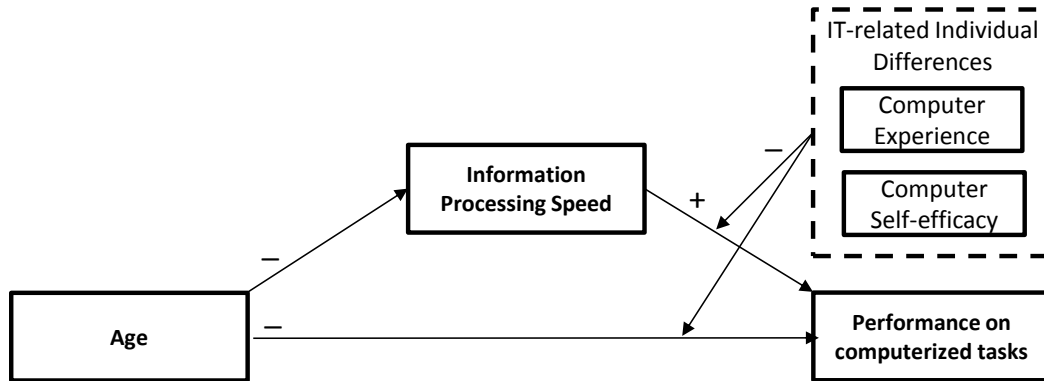 IT-related Individual
Differences
Computer
Experience
Computer
Self-efficacy
–
Information
Processing Speed
+
–
Age
–
Performance on
computerized tasks